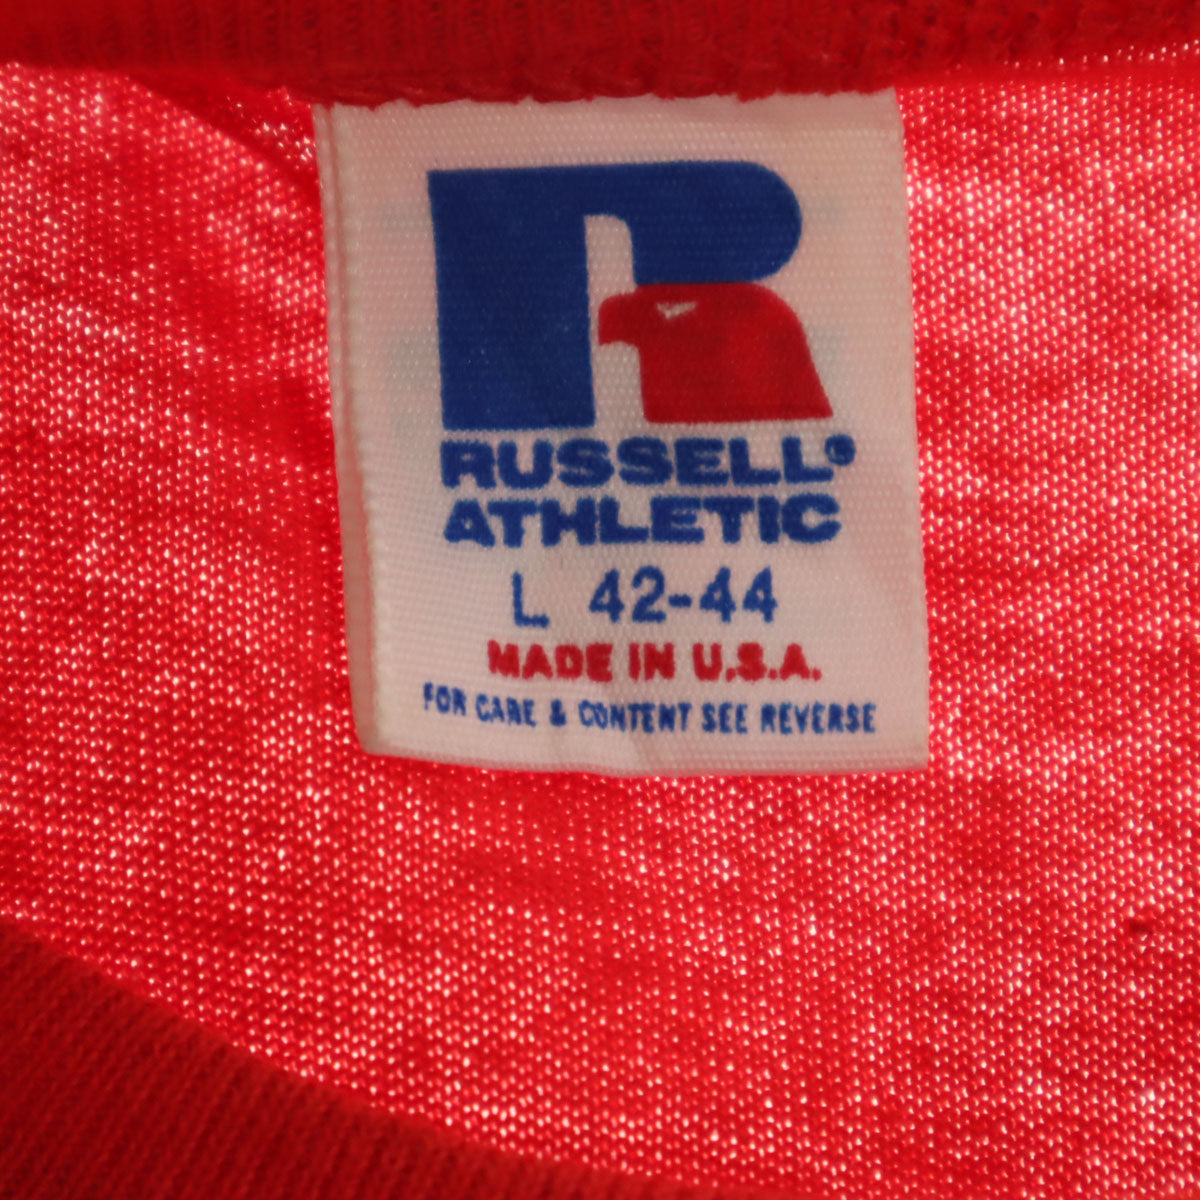 R
RUSSELL®
ATHLETIC
L 42-44
MADE IN U.S.A.
FOR CARE & CONTENT SEE REVERSE